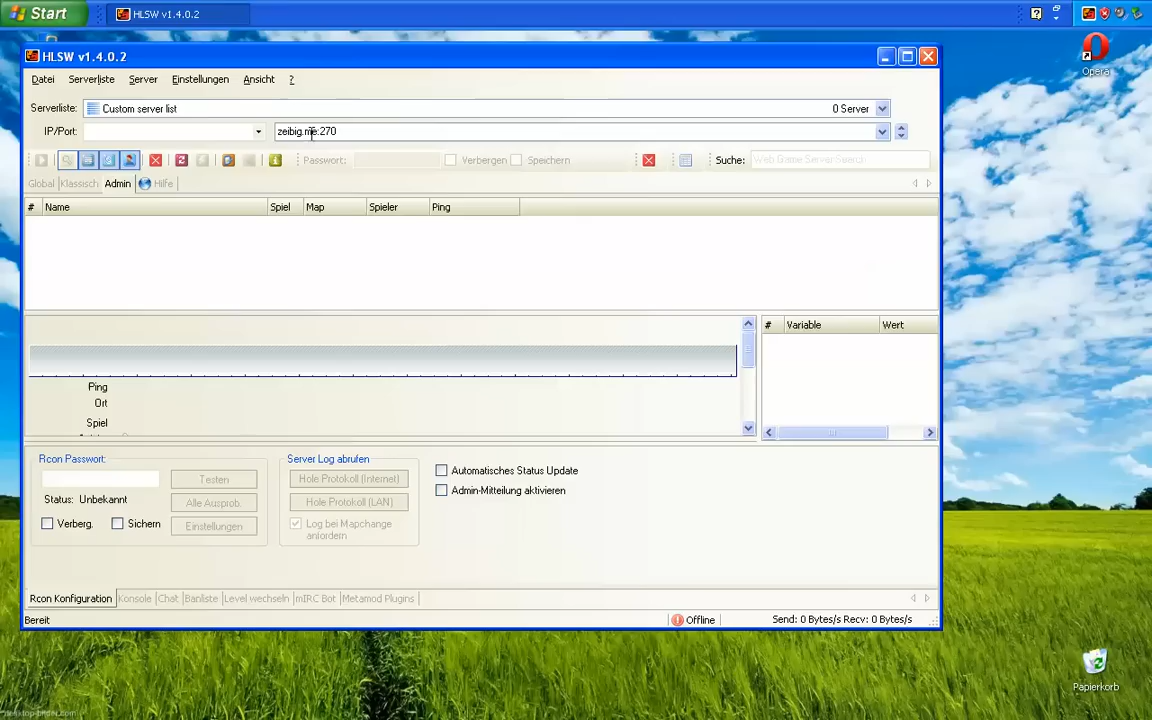 Start
HLSW v1.4.0.2
HLSW v1.4.0.2
Datei Serverliste Server Einstellungen Ansicht ?
Opera
Serverliste: Custom server list 0 Server
IP/Port: zeibig.me:270
Passwort: Verbergen Speichern Suche: Web Game Server Search
Global Klassisch Admin Hilfe
# Name Spiel Map Spieler Ping
# Variable Wert
Ping
Ort
Spiel
Rcon Passwort:
Testen
Status: Unbekannt
Alle Ausprob.
Verberg. Sichern
Einstellungen
Server Log abrufen
Hole Protokoll (Internet)
Hole Protokoll (LAN)
Log bei Mapchange
anfordern
Automatisches Status Update
Admin-Mitteilung aktivieren
Rcon Konfiguration Konsole Chat Banliste Level wechseln mIRC Bot Metamod Plugins
Bereit Offline Send: 0 Bytes/s Recv: 0 Bytes/s
Papierkorb